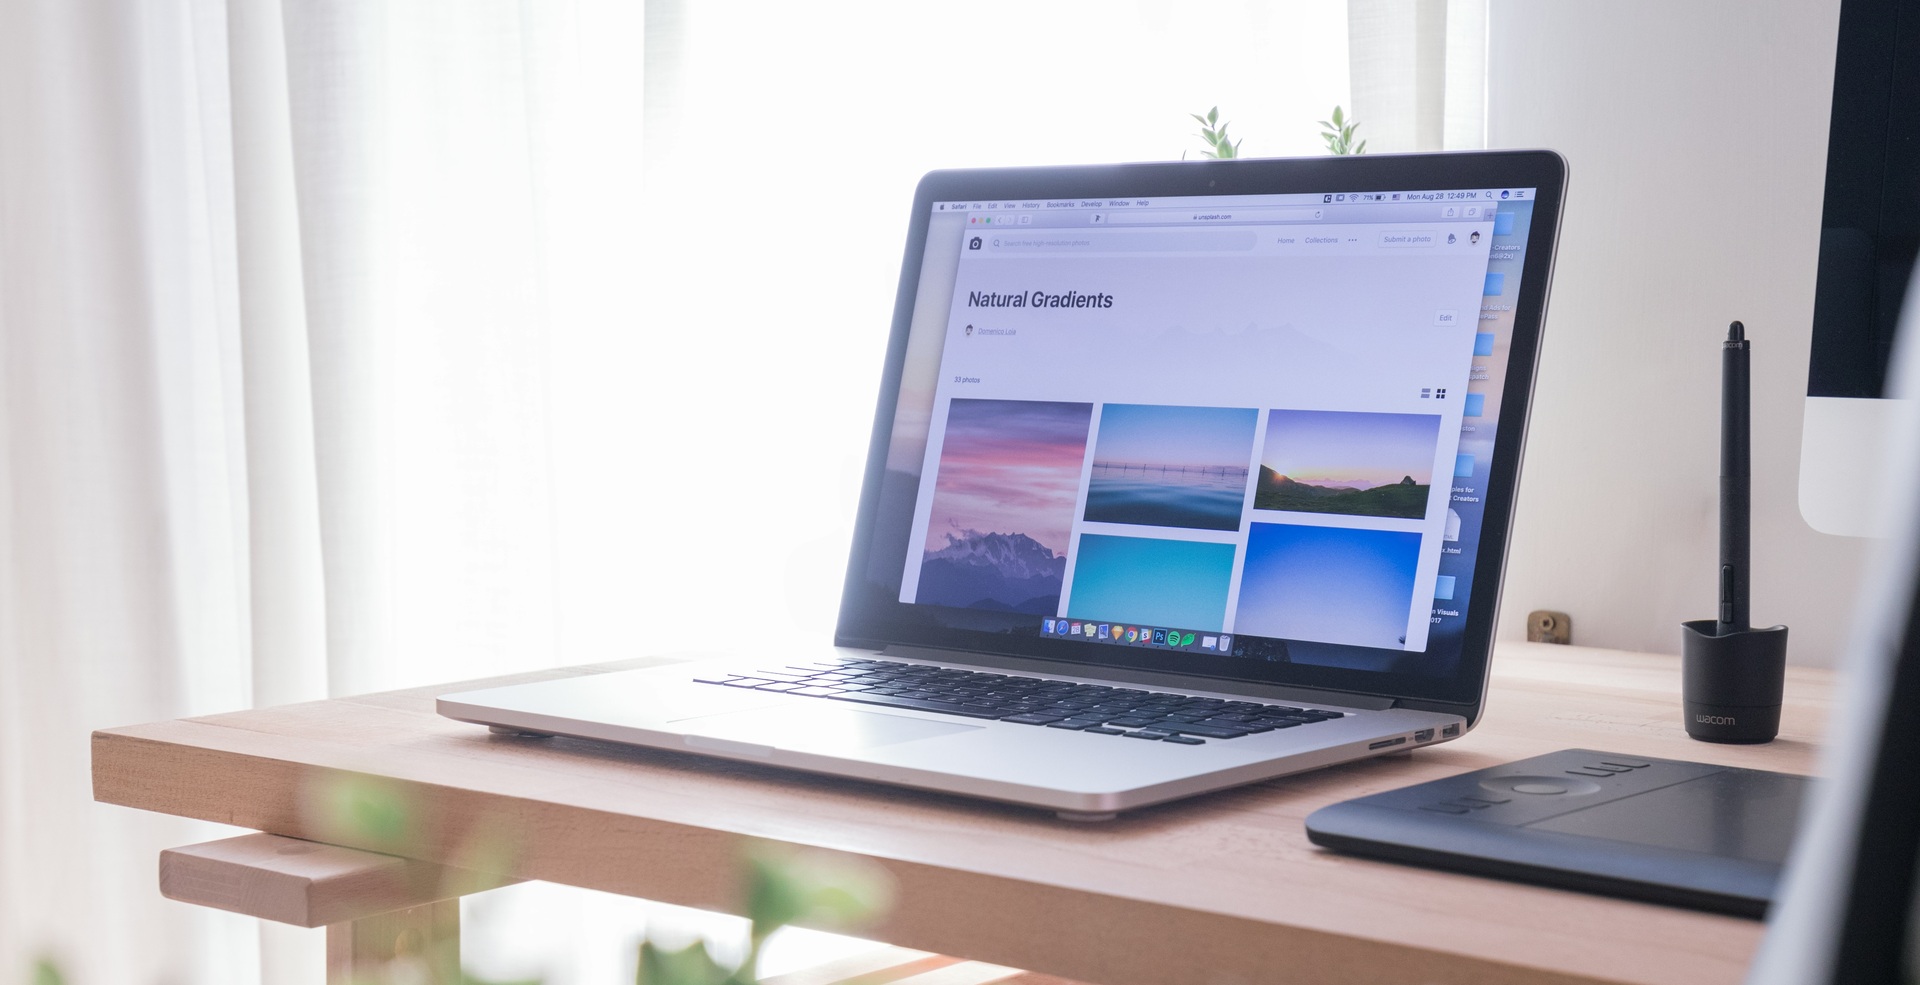 Safari File Edit View History Bookmarks Develop Window Help 71% Mon Aug 28 12:49 PM
unsplash.com
Search free high-resolution photos Home Collections Submit a photo
Natural Gradients
Edit
Domenico Loia
33 photos
Creators
.html
Visuals
2017
Ps
wacom
wacom